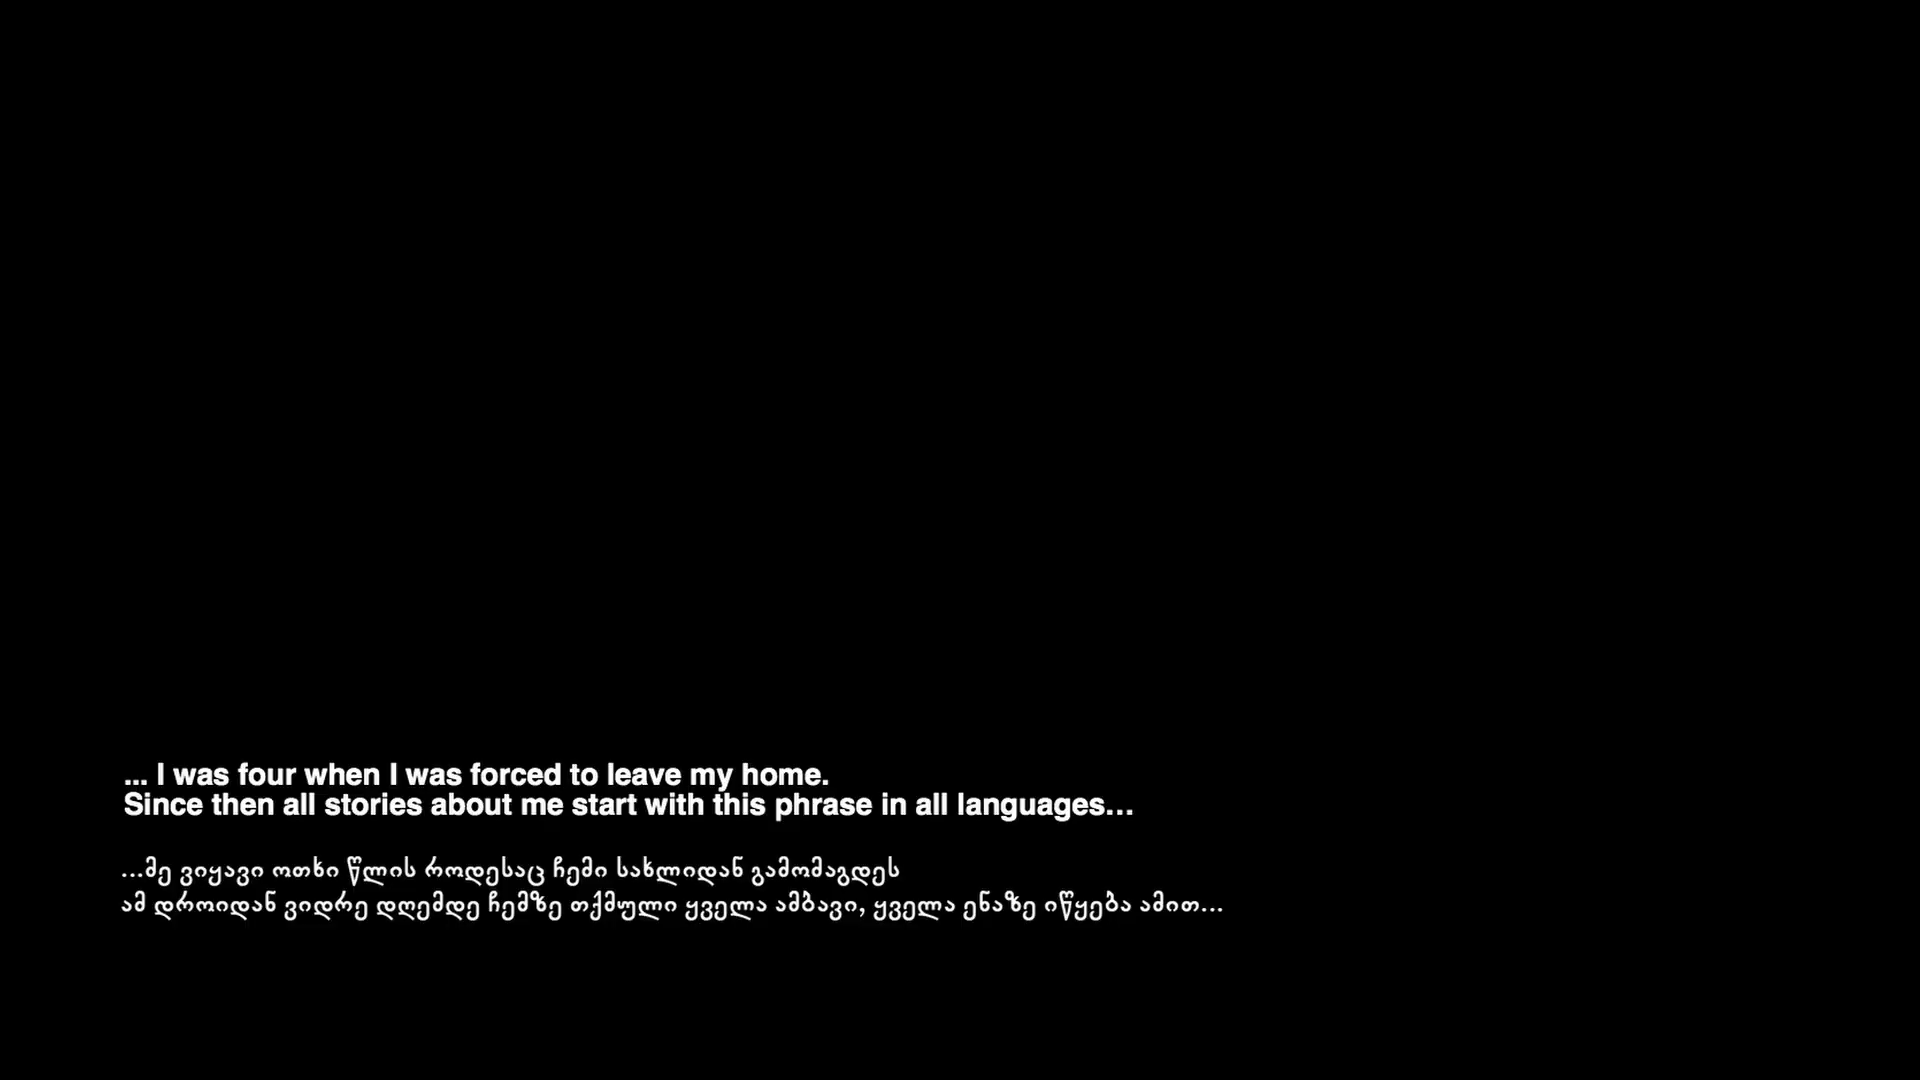 ... I was four when I was forced to leave my home.
Since then all stories about me start with this phrase in all languages...
...მე ვიყავი ოთხი წლის როდესაც ჩემი სახლიდან გამომაგდეს
ამ დროიდან ვიდრე დღემდე ჩემზე თქმული ყველა ამბავი, ყველა ენაზე იწყება ამით...